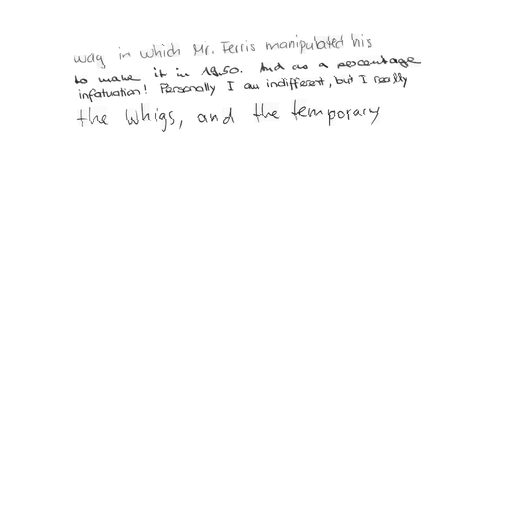 way in which Mr. Ferris manipulated his
to make it in 1950. And as a percentage
infatuation! Personally I am indifferent, but I really
the Whigs, and the temporary